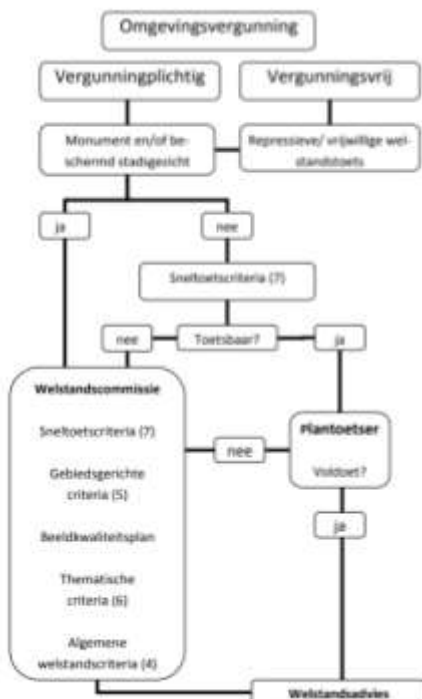 Omgevingsvergunning
Vergunningplichtig
Vergunningsvrij
Monument en/of be-
schermd stadsgezicht
Repressieve/ vrijwillige wel-
standstoets
ja
nee
Sneltoetscriteria (7)
nee
Toetsbaar?
ja
Welstandscommissie
Sneltoetscriteria (7)
Gebiedsgerichte
criteria (5)
Beeldkwaliteitsplan
Thematische
criteria (6)
Algemene
welstandscriteria (4)
nee
Plantoetser
Voldoet?
ja
Welstandsadvies